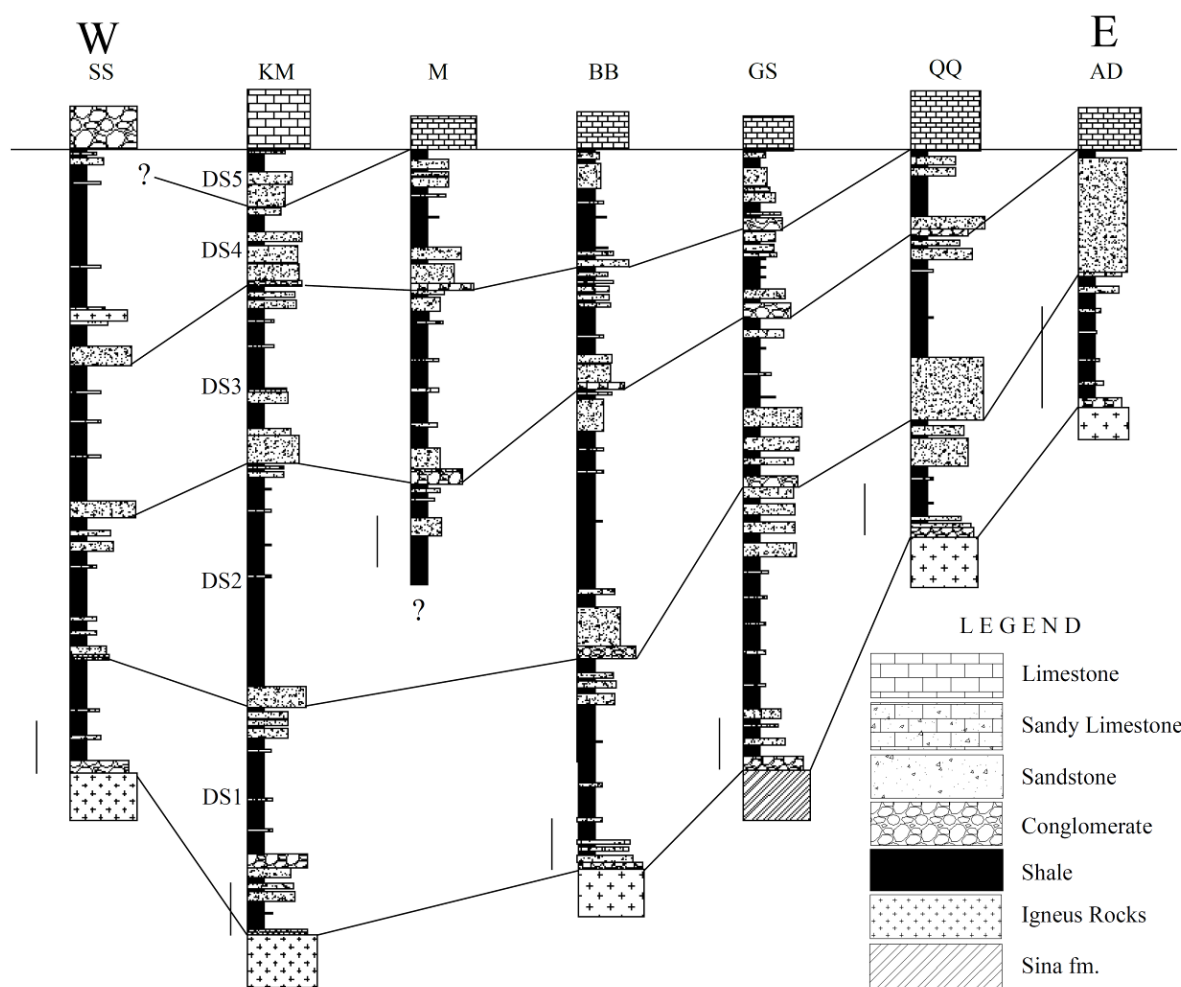 W E
SS KM M BB GS QQ AD
?
DS5
DS4
DS3
DS2
?
DS1
L E G E N D
Limestone
Sandy Limestone
Sandstone
Conglomerate
Shale
Igneus Rocks
Sina fm.